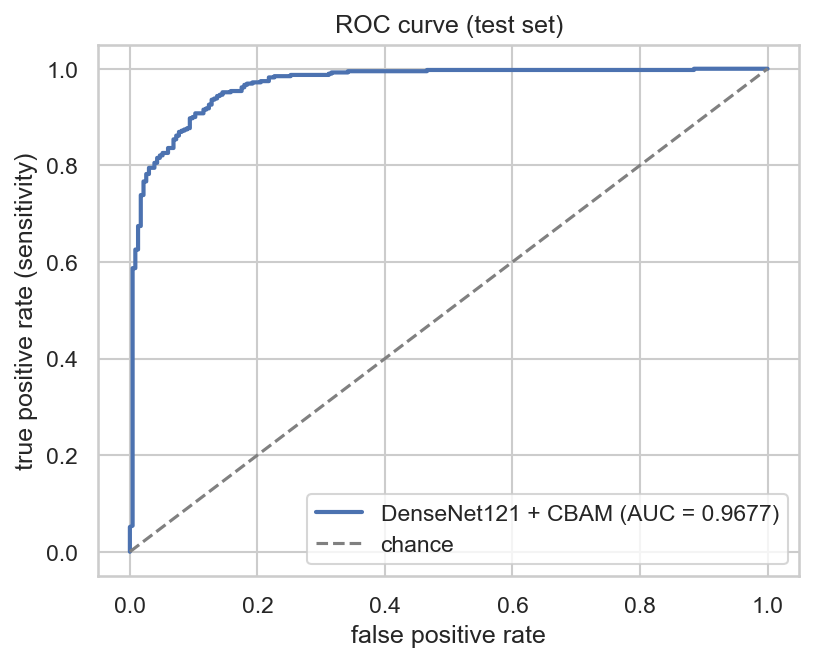 ROC curve (test set)
true positive rate (sensitivity)
1.0
0.8
0.6
0.4
0.2
0.0
DenseNet121 + CBAM (AUC = 0.9677)
chance
0.0 0.2 0.4 0.6 0.8 1.0
false positive rate